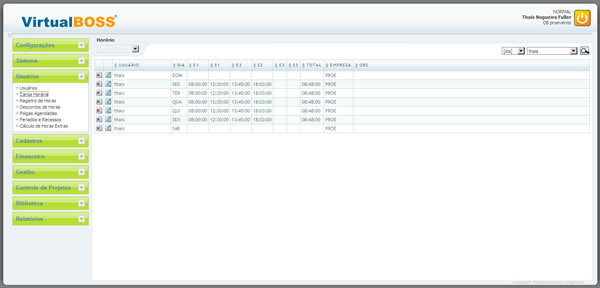 VirtualBOSS
NORMAL
Thaís Nogueira Fuller
DB proevento
Configurações
Sistema
Usuários
Usuários
Carga Horária
Registro de Horas
Descontos de Horas
Folgas Agendadas
Feriados e Recessos
Cálculo de Horas Extras
Cadastros
Financeiro
Gestão
Controle de Projetos
Biblioteca
Relatórios
Horário
[dia] thais
USUÁRIO DIA E1 S1 E2 S2 E3 S3 TOTAL EMPRESA OBS
thais DOM PROE
thais SEG 08:00:00 12:30:00 13:45:00 18:03:00 08:48:00 PROE
thais TER 08:00:00 12:30:00 13:45:00 18:03:00 08:48:00 PROE
thais QUA 08:00:00 12:30:00 13:45:00 18:03:00 08:48:00 PROE
thais QUI 08:00:00 12:30:00 13:45:00 18:03:00 08:48:00 PROE
thais SEX 08:00:00 12:30:00 13:45:00 18:03:00 08:48:00 PROE
thais SAB PROE